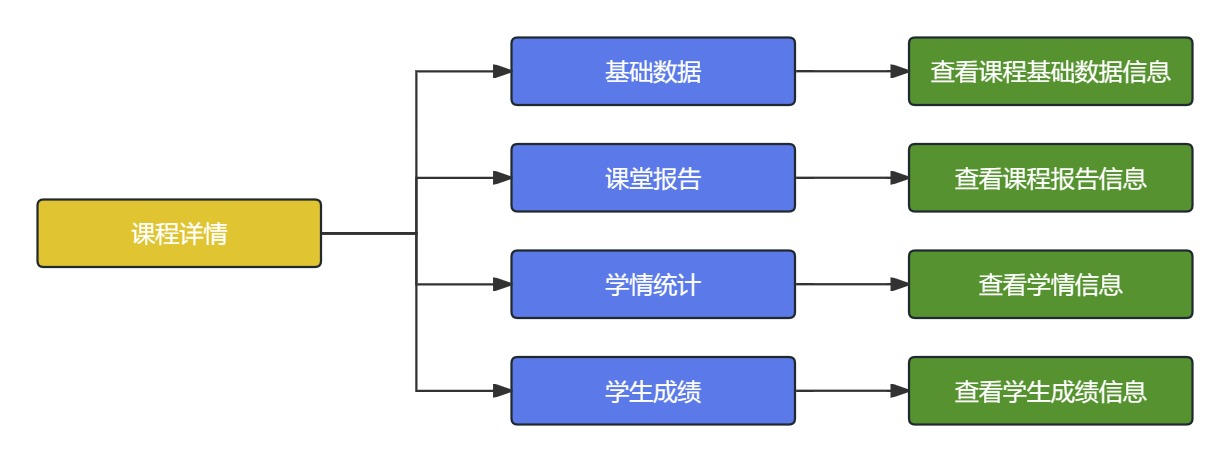 基础数据
查看课程基础数据信息
课堂报告
查看课程报告信息
课程详情
学情统计
查看学情信息
学生成绩
查看学生成绩信息